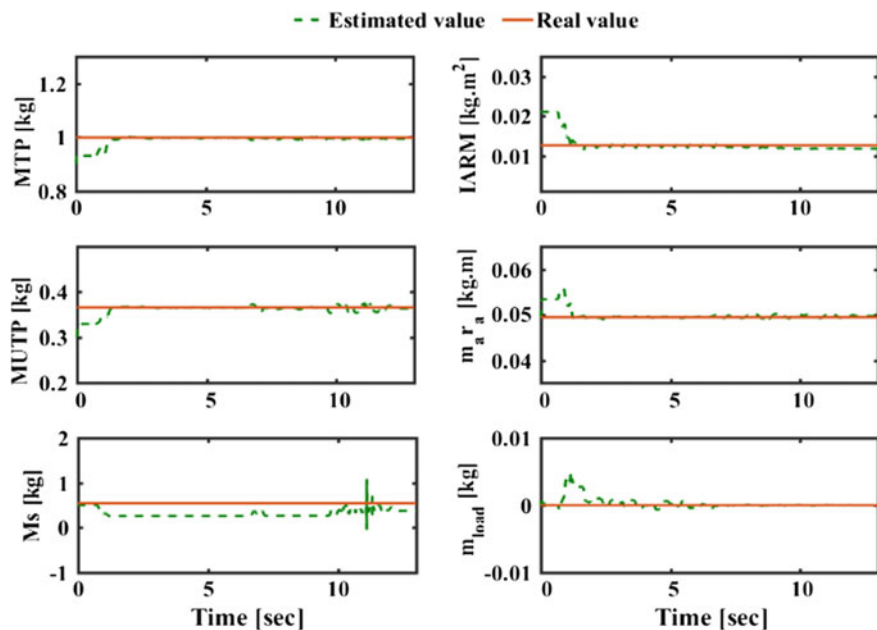 Estimated value Real value
MTP [kg]
1.2
1
0.8
0 5 10
IARM [kg.m²]
0.03
0.02
0.01
0 5 10
MUTP [kg]
0.4
0.3
0.2
0 5 10
mₐrₐ [kg.m]
0.06
0.05
0.04
0 5 10
Ms [kg]
2
1
0
-1
0 5 10
Time [sec]
m_load [kg]
0.01
0
-0.01
0 5 10
Time [sec]